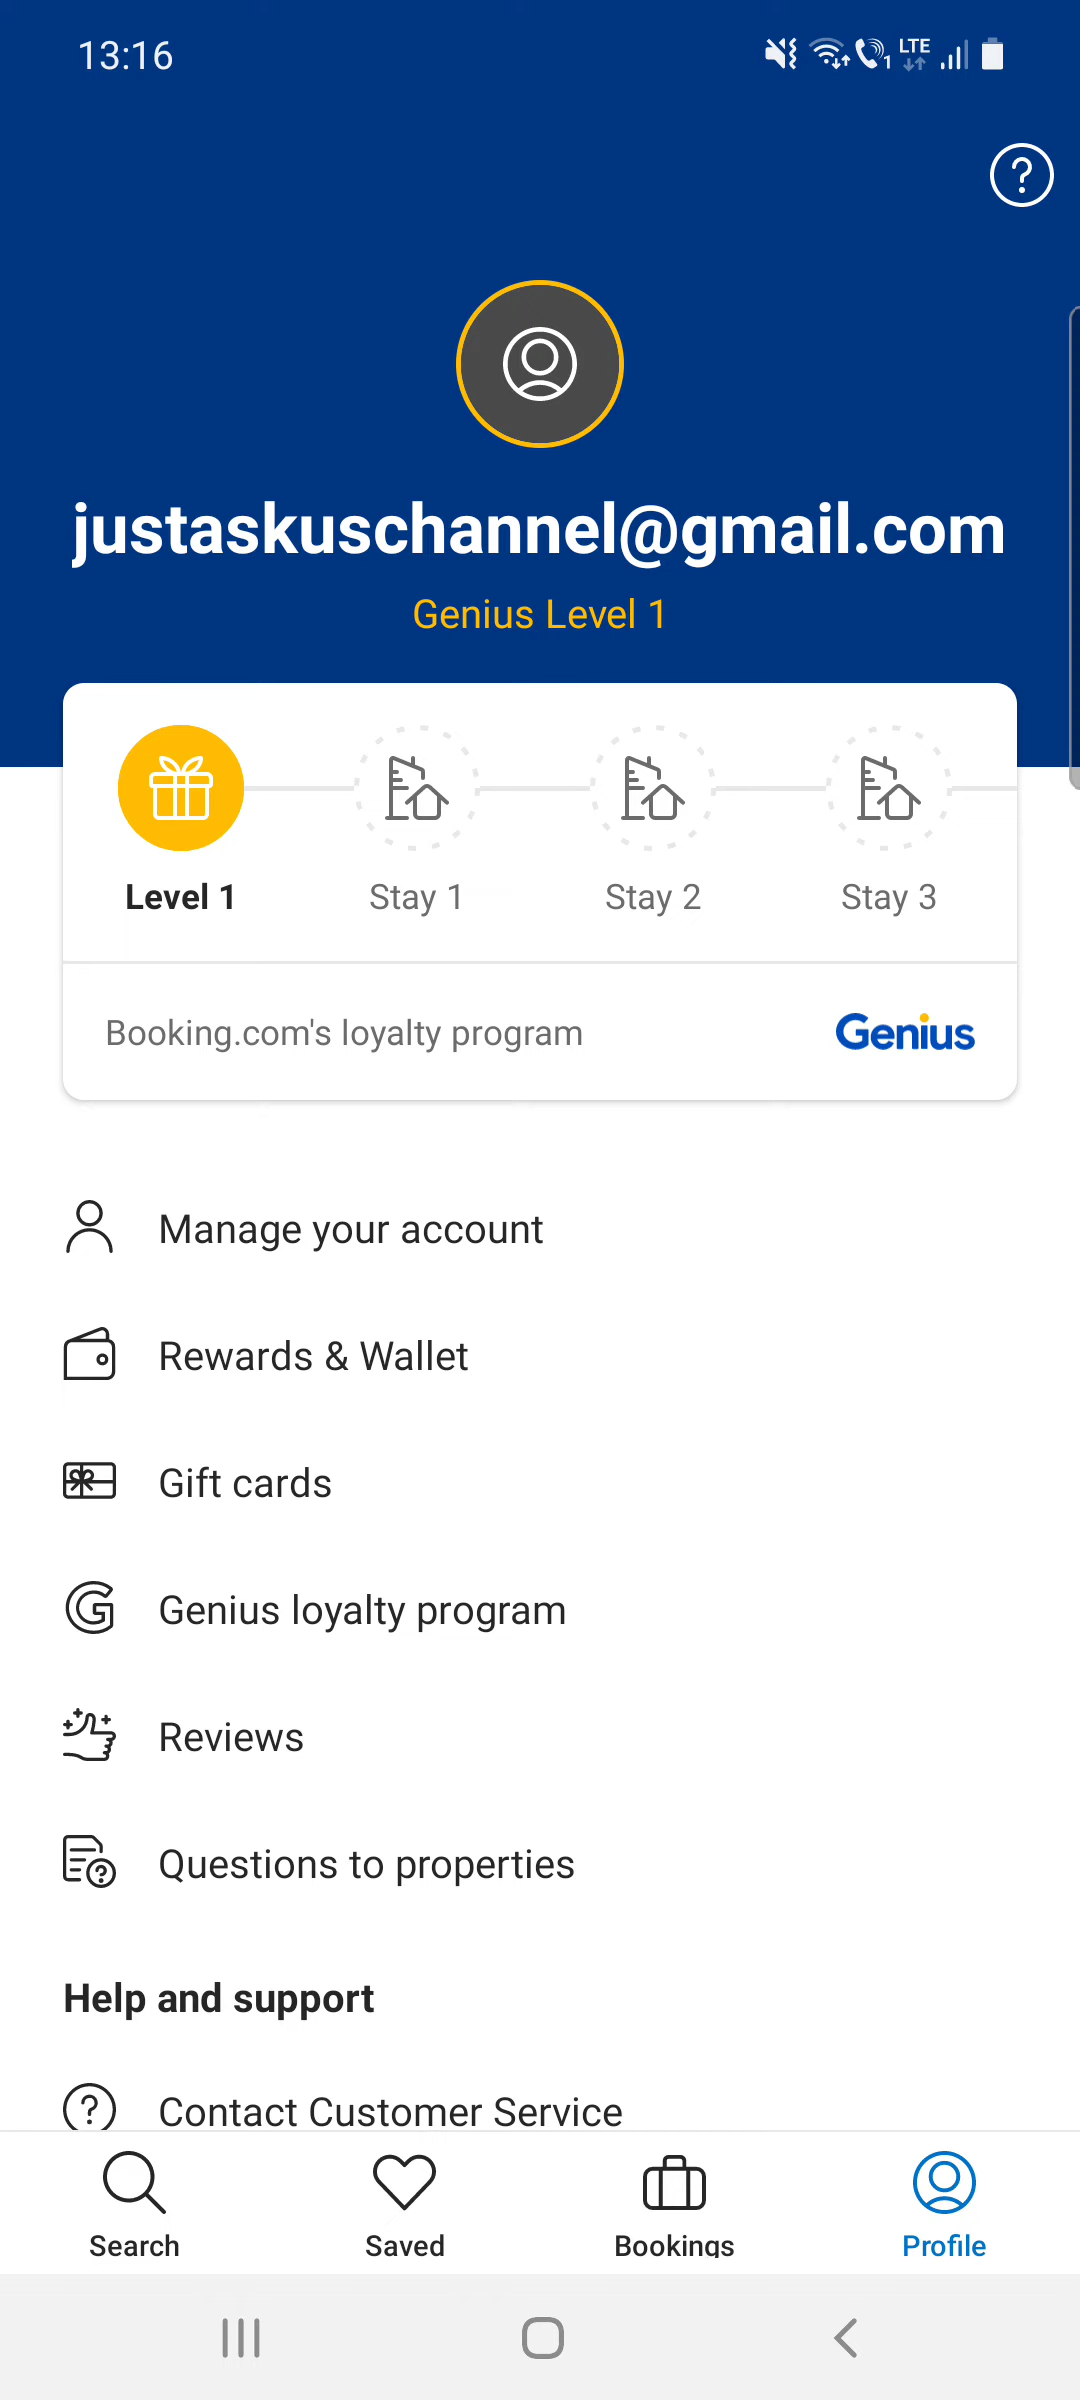 13:16
LTE
1
justaskuschannel@gmail.com
Genius Level 1
Level 1
Stay 1
Stay 2
Stay 3
Booking.com's loyalty program
Genius
Manage your account
Rewards & Wallet
Gift cards
Genius loyalty program
Reviews
Questions to properties
Help and support
Contact Customer Service
Search
Saved
Bookings
Profile